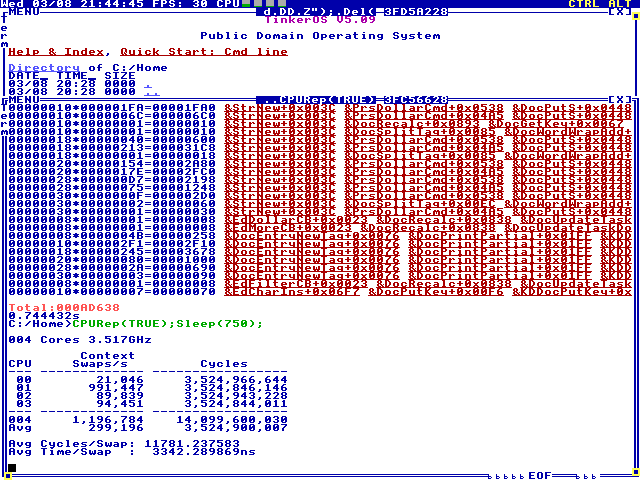 Wed 03/08 21:44:45 FPS: 30 CPU CTRL ALT
MENU d,DD,Z");,Del( 3FD5A228 [X]
TinkerOS V5.09
Public Domain Operating System
Help & Index, Quick Start: Cmd line
Directory of C:/Home
DATE_ TIME_ SIZE
03/08 20:28 0000 .
03/08 20:28 0000 ..
MENU ..CPURep(TRUE) 3FC56628 [X]
00000010*000001FA=00001FA0 &StrNew+0x003C &PrsDollarCmd+0x0538 &DocPutS+0x0448
00000010*0000006C=000006C0 &StrNew+0x003C &PrsDollarCmd+0x04A5 &DocPutS+0x0448
00000010*00000001=00000010 &StrNew+0x003C &DocRecalc+0x0893 &DocGetKey+0x0067
00000010*00000001=00000010 &StrNew+0x003C &DocSplitTag+0x0085 &DocWordWrapAdd+
00000018*00000040=00000600 &StrNew+0x003C &PrsDollarCmd+0x04A5 &DocPutS+0x0448
00000018*00000213=000031C8 &StrNew+0x003C &PrsDollarCmd+0x0538 &DocPutS+0x0448
00000018*00000001=00000018 &StrNew+0x003C &DocSplitTag+0x0085 &DocWordWrapAdd+
00000020*00000154=00002A80 &StrNew+0x003C &PrsDollarCmd+0x0538 &DocPutS+0x0448
00000020*0000017E=00002FC0 &StrNew+0x003C &PrsDollarCmd+0x04A5 &DocPutS+0x0448
00000028*000000D7=00002198 &StrNew+0x003C &PrsDollarCmd+0x0538 &DocPutS+0x0448
00000028*00000075=00001248 &StrNew+0x003C &PrsDollarCmd+0x04A5 &DocPutS+0x0448
00000030*0000000F=000002D0 &StrNew+0x003C &PrsDollarCmd+0x0538 &DocPutS+0x0448
00000030*00000002=00000060 &StrNew+0x003C &DocSplitTag+0x00EC &DocWordWrapAdd+
00000030*00000001=00000030 &StrNew+0x003C &PrsDollarCmd+0x04A5 &DocPutS+0x0448
00000008*00000001=00000008 &EdDollarCB+0x0023 &DocRecalc+0x0838 &DocUpdateTask
00000008*00000001=00000008 &EdMoreCB+0x0023 &DocRecalc+0x0838 &DocUpdateTaskDo
00000008*0000004B=00000258 &DocEntryNewTag+0x0076 &DocPrintPartial+0x01FF &KDD
00000010*000002F1=00002F10 &DocEntryNewTag+0x0076 &DocPrintPartial+0x01FF &KDD
00000018*00000245=00003678 &DocEntryNewTag+0x0076 &DocPrintPartial+0x01FF &KDD
00000020*00000080=00001000 &DocEntryNewTag+0x0076 &DocPrintPartial+0x01FF &KDD
00000028*0000002A=00000690 &DocEntryNewTag+0x0076 &DocPrintPartial+0x01FF &KDD
00000030*00000003=00000090 &DocEntryNewTag+0x0076 &DocPrintPartial+0x01FF &KDD
00000008*00000001=00000008 &EdFilterCB+0x0023 &DocRecalc+0x0838 &DocUpdateTask
00000010*00000007=00000070 &EdCharIns+0x06F7 &DocPutKey+0x00F6 &KDDocPutKey+0x
Total:000AD638
0.744432s
C:/Home>CPURep(TRUE);Sleep(750);
004 Cores 3.517GHz
Context
CPU Swaps/s Cycles
00 21,046 3,524,966,644
01 991,447 3,524,846,146
02 89,839 3,524,943,228
03 94,451 3,524,844,011
004 1,196,784 14,099,600,030
Avg 299,196 3,524,900,007
Avg Cycles/Swap: 11781.237583
Avg Time/Swap : 3342.289869ns
EOF